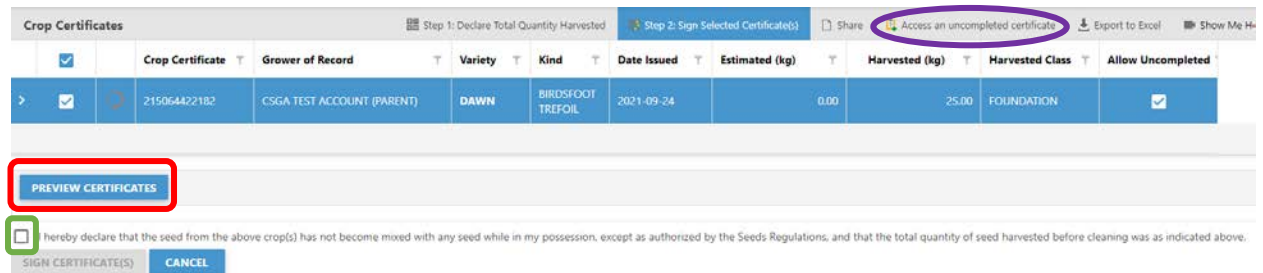 Crop Certificates Step 1: Declare Total Quantity Harvested Step 2: Sign Selected Certificate(s) Share Access an uncompleted certificate Export to Excel Show Me H
Crop Certificate Grower of Record Variety Kind Date Issued Estimated (kg) Harvested (kg) Harvested Class Allow Uncompleted
215064422182 CSGA TEST ACCOUNT (PARENT) DAWN BIRDSFOOT TREFOIL 2021-09-24 0.00 25.00 FOUNDATION
PREVIEW CERTIFICATES
I hereby declare that the seed from the above crop(s) has not become mixed with any seed while in my possession, except as authorized by the Seeds Regulations, and that the total quantity of seed harvested before cleaning was as indicated above.
SIGN CERTIFICATE(S) CANCEL